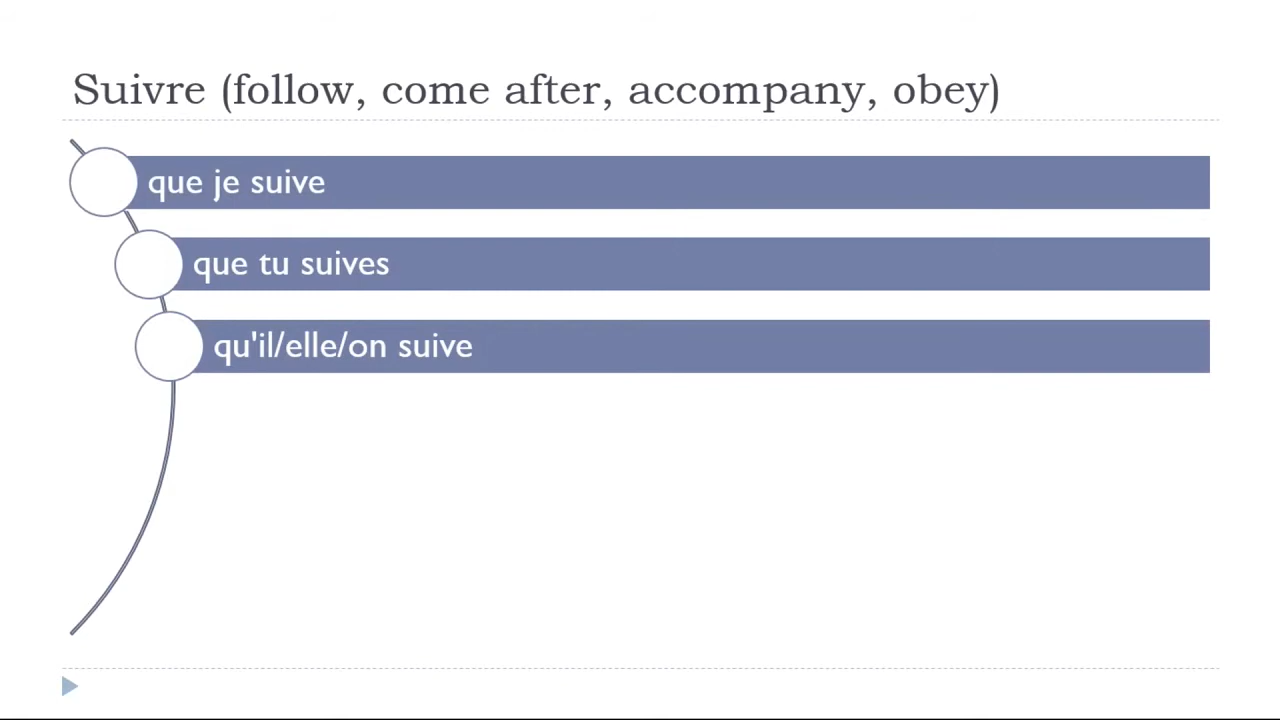 Suivre (follow, come after, accompany, obey)
que je suive
que tu suives
qu'il/elle/on suive